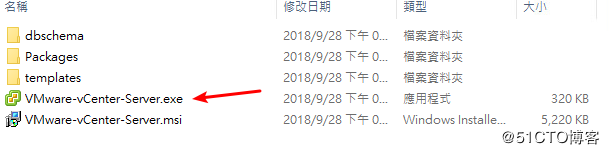 名稱 修改日期 類型 大小
dbschema 2018/9/28 下午 0... 檔案資料夾
Packages 2018/9/28 下午 0... 檔案資料夾
templates 2018/9/28 下午 0... 檔案資料夾
VMware-vCenter-Server.exe 2018/9/28 下午 0... 應用程式 320 KB
VMware-vCenter-Server.msi 2018/9/28 下午 0... Windows Installe... 5,220 KB
@51CTO博客